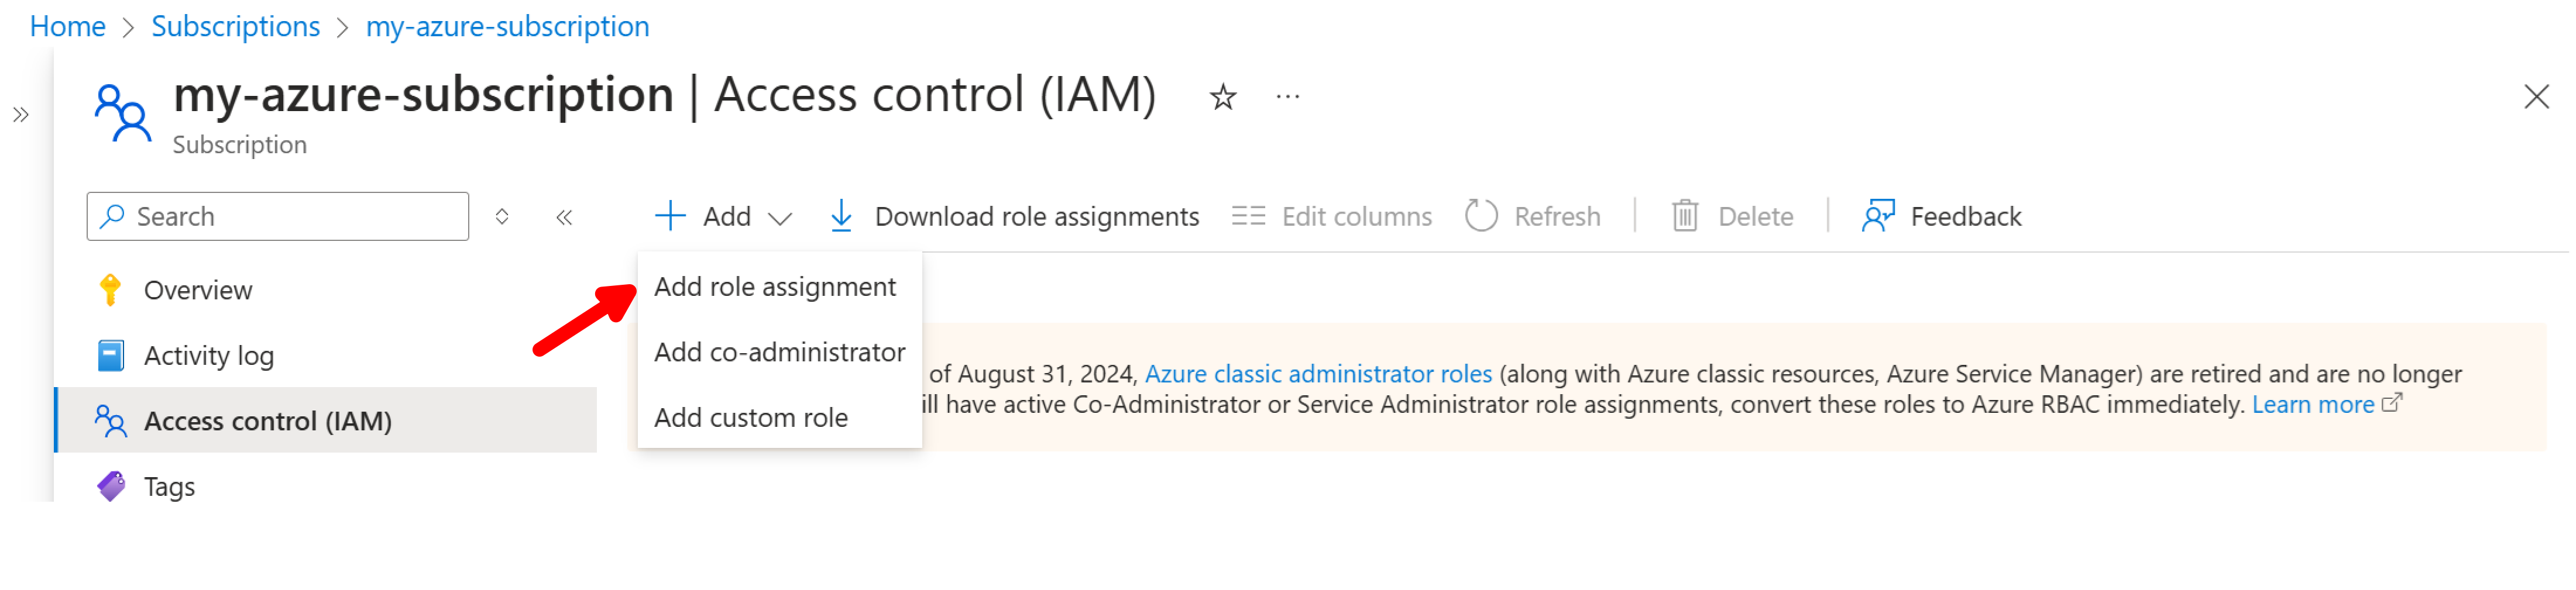 Home > Subscriptions > my-azure-subscription
my-azure-subscription | Access control (IAM)
Subscription
Search
Add
Download role assignments
Edit columns
Refresh
Delete
Feedback
Overview
Activity log
Access control (IAM)
Tags
Add role assignment
Add co-administrator
Add custom role
of August 31, 2024, Azure classic administrator roles (along with Azure classic resources, Azure Service Manager) are retired and are no longer
have active Co-Administrator or Service Administrator role assignments, convert these roles to Azure RBAC immediately. Learn more